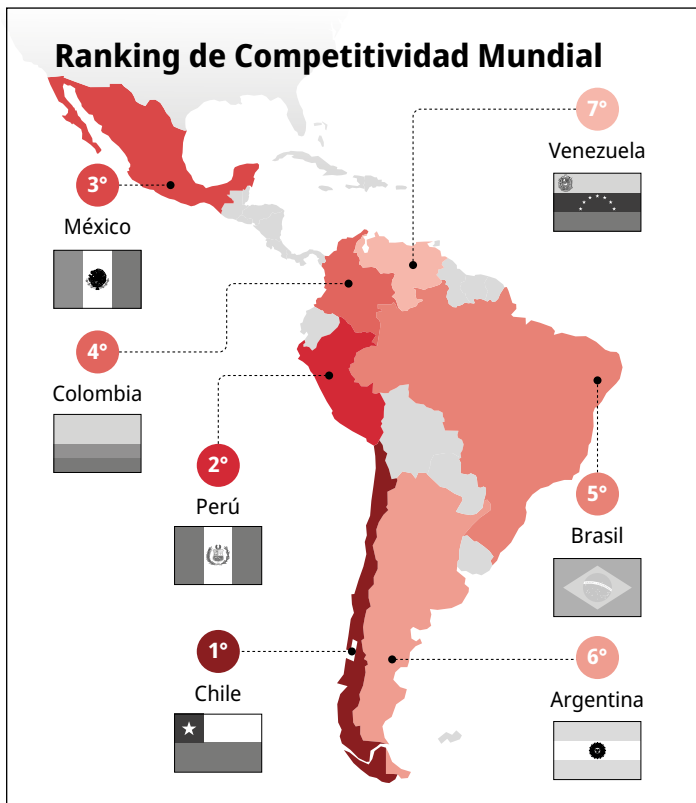 Ranking de Competitividad Mundial
7°
Venezuela
3°
México
4°
Colombia
2°
Perú
5°
Brasil
1°
Chile
6°
Argentina